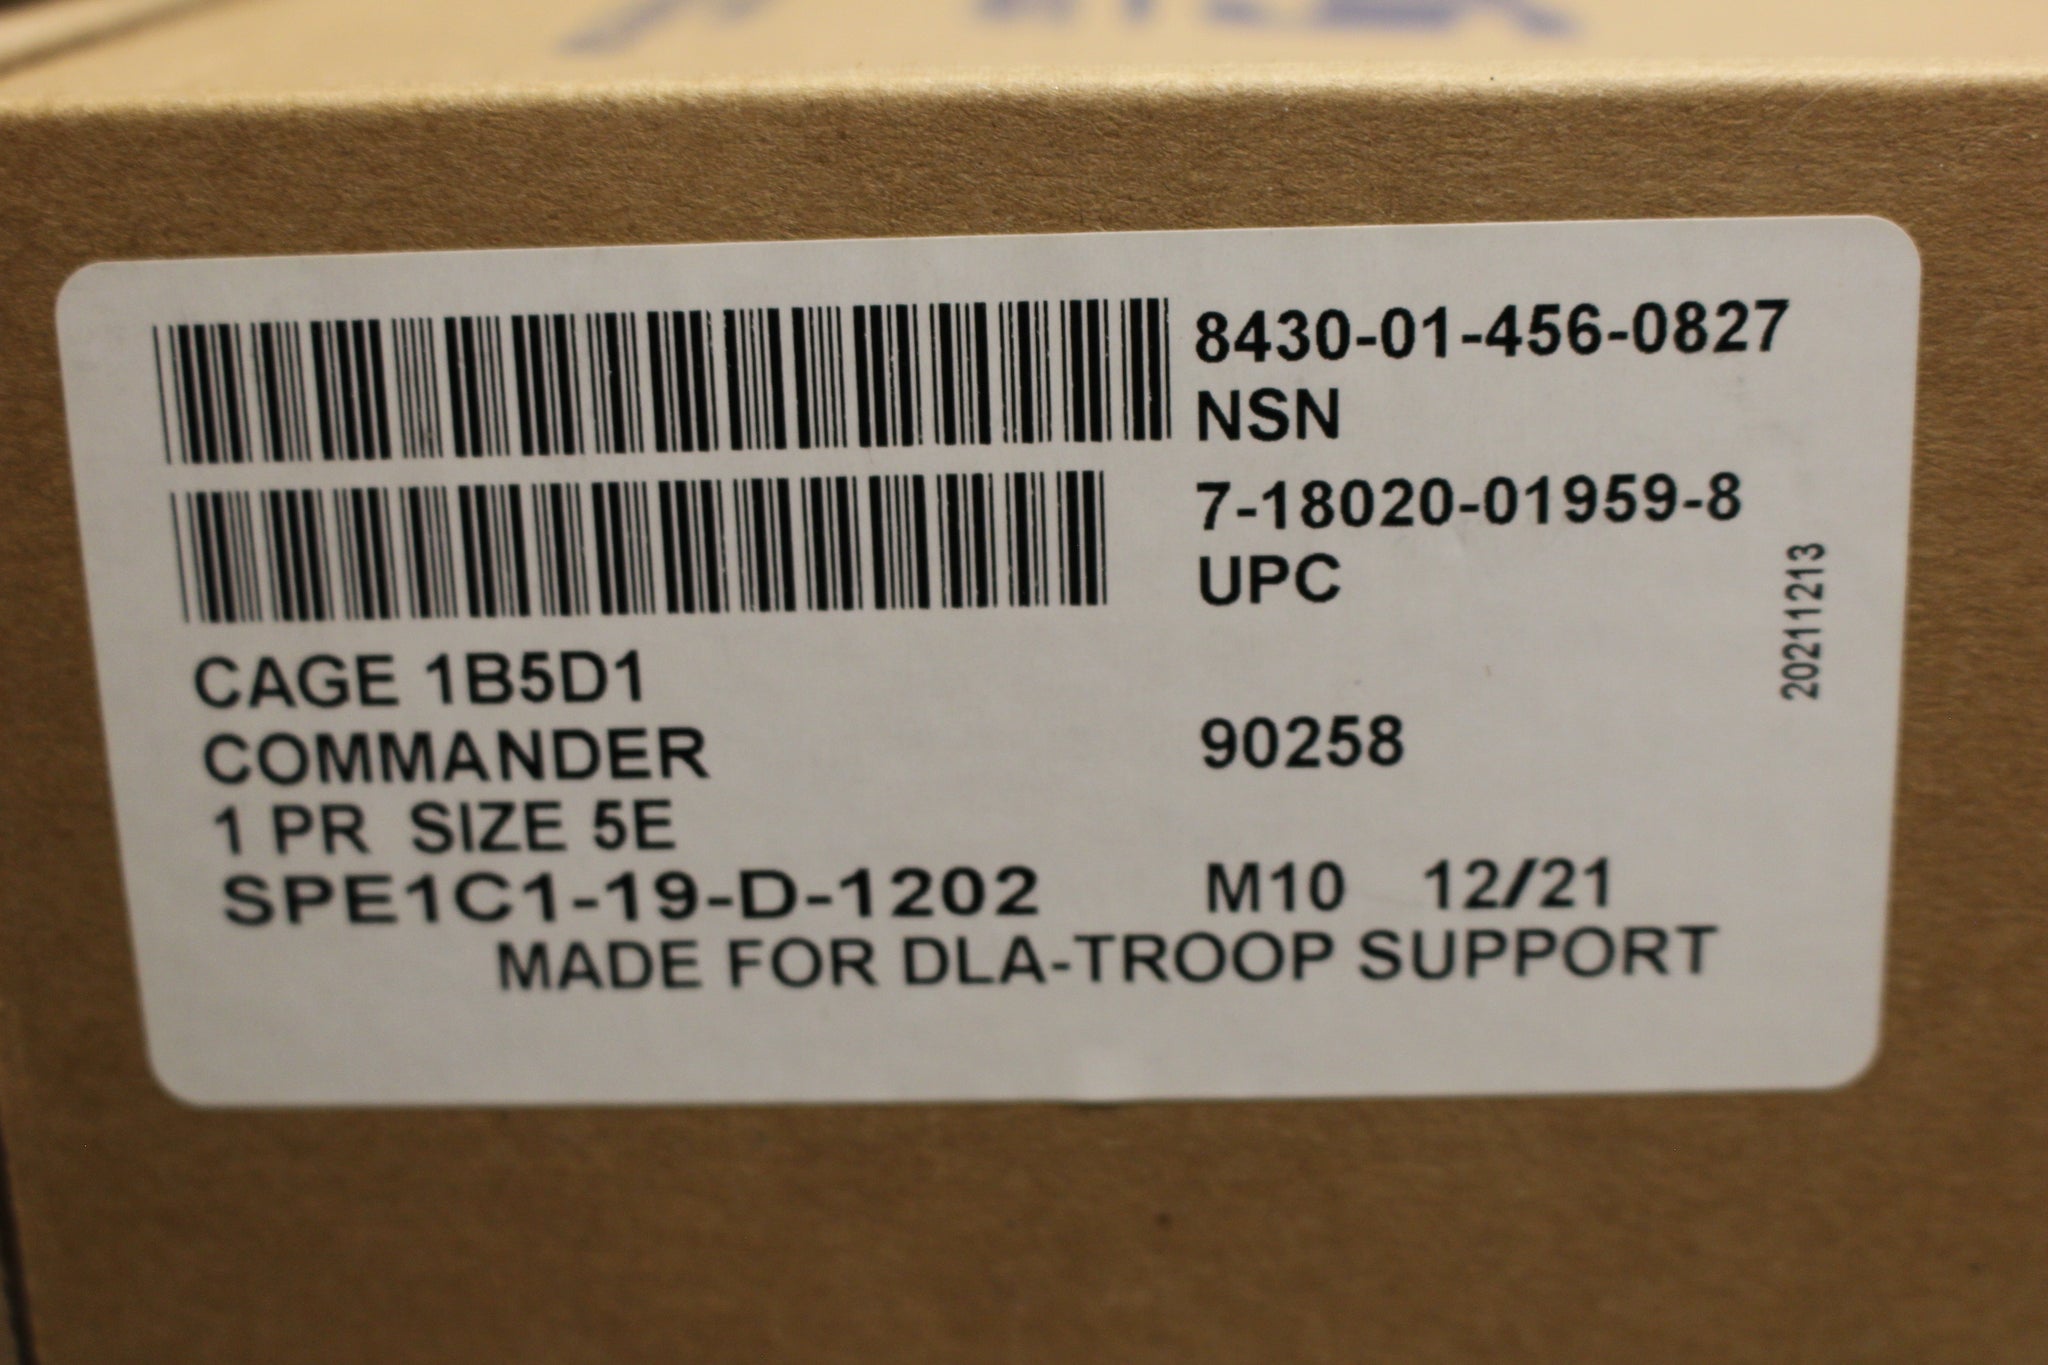 8430-01-456-0827
NSN
7-18020-01959-8
UPC
20211213
CAGE 1B5D1
COMMANDER 90258
1 PR SIZE 5E
SPE1C1-19-D-1202 M10 12/21
MADE FOR DLA-TROOP SUPPORT